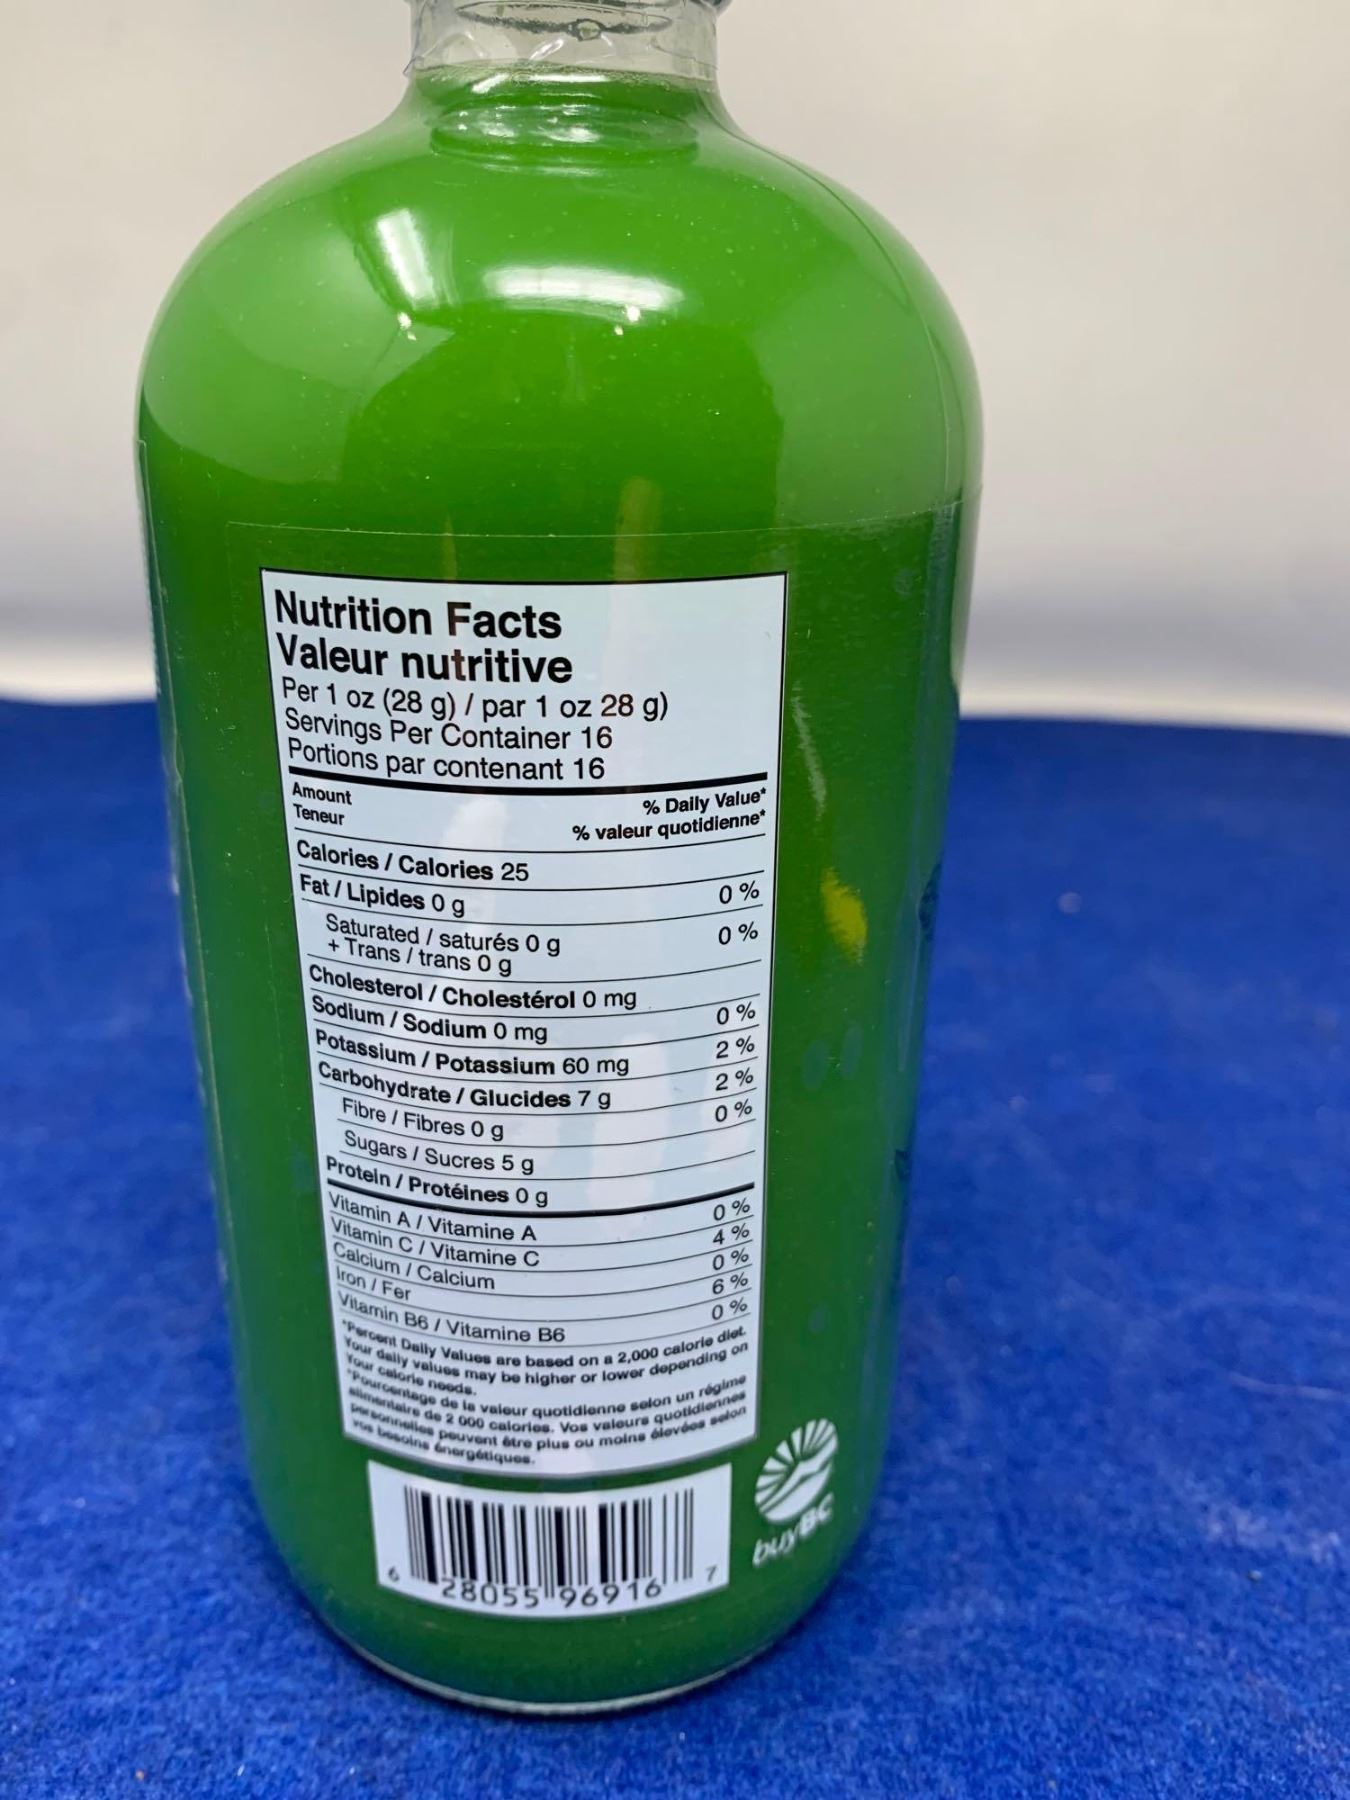 Nutrition Facts
Valeur nutritive
Per 1 oz (28 g) / par 1 oz 28 g)
Servings Per Container 16
Portions par contenant 16
Amount % Daily Value*
Teneur % valeur quotidienne*
Calories / Calories 25
Fat / Lipides 0 g 0 %
Saturated / saturés 0 g 0 %
+ Trans / trans 0 g
Cholesterol / Cholestérol 0 mg
Sodium / Sodium 0 mg 0 %
Potassium / Potassium 60 mg 2 %
Carbohydrate / Glucides 7 g 2 %
Fibre / Fibres 0 g 0 %
Sugars / Sucres 5 g
Protein / Protéines 0 g
Vitamin A / Vitamine A 0 %
Vitamin C / Vitamine C 4 %
Calcium / Calcium 0 %
Iron / Fer 6 %
Vitamin B6 / Vitamine B6 0 %
*Percent Daily Values are based on a 2,000 calorie diet.
Your daily values may be higher or lower depending on
Your calorie needs.
*Pourcentage de la valeur quotidienne selon un régime
alimentaire de 2 000 calories. Vos valeurs quotidiennes
personnelles peuvent être plus ou moins élevées selon
vos besoins énergétiques.
6 28055 96916 7
buyBC